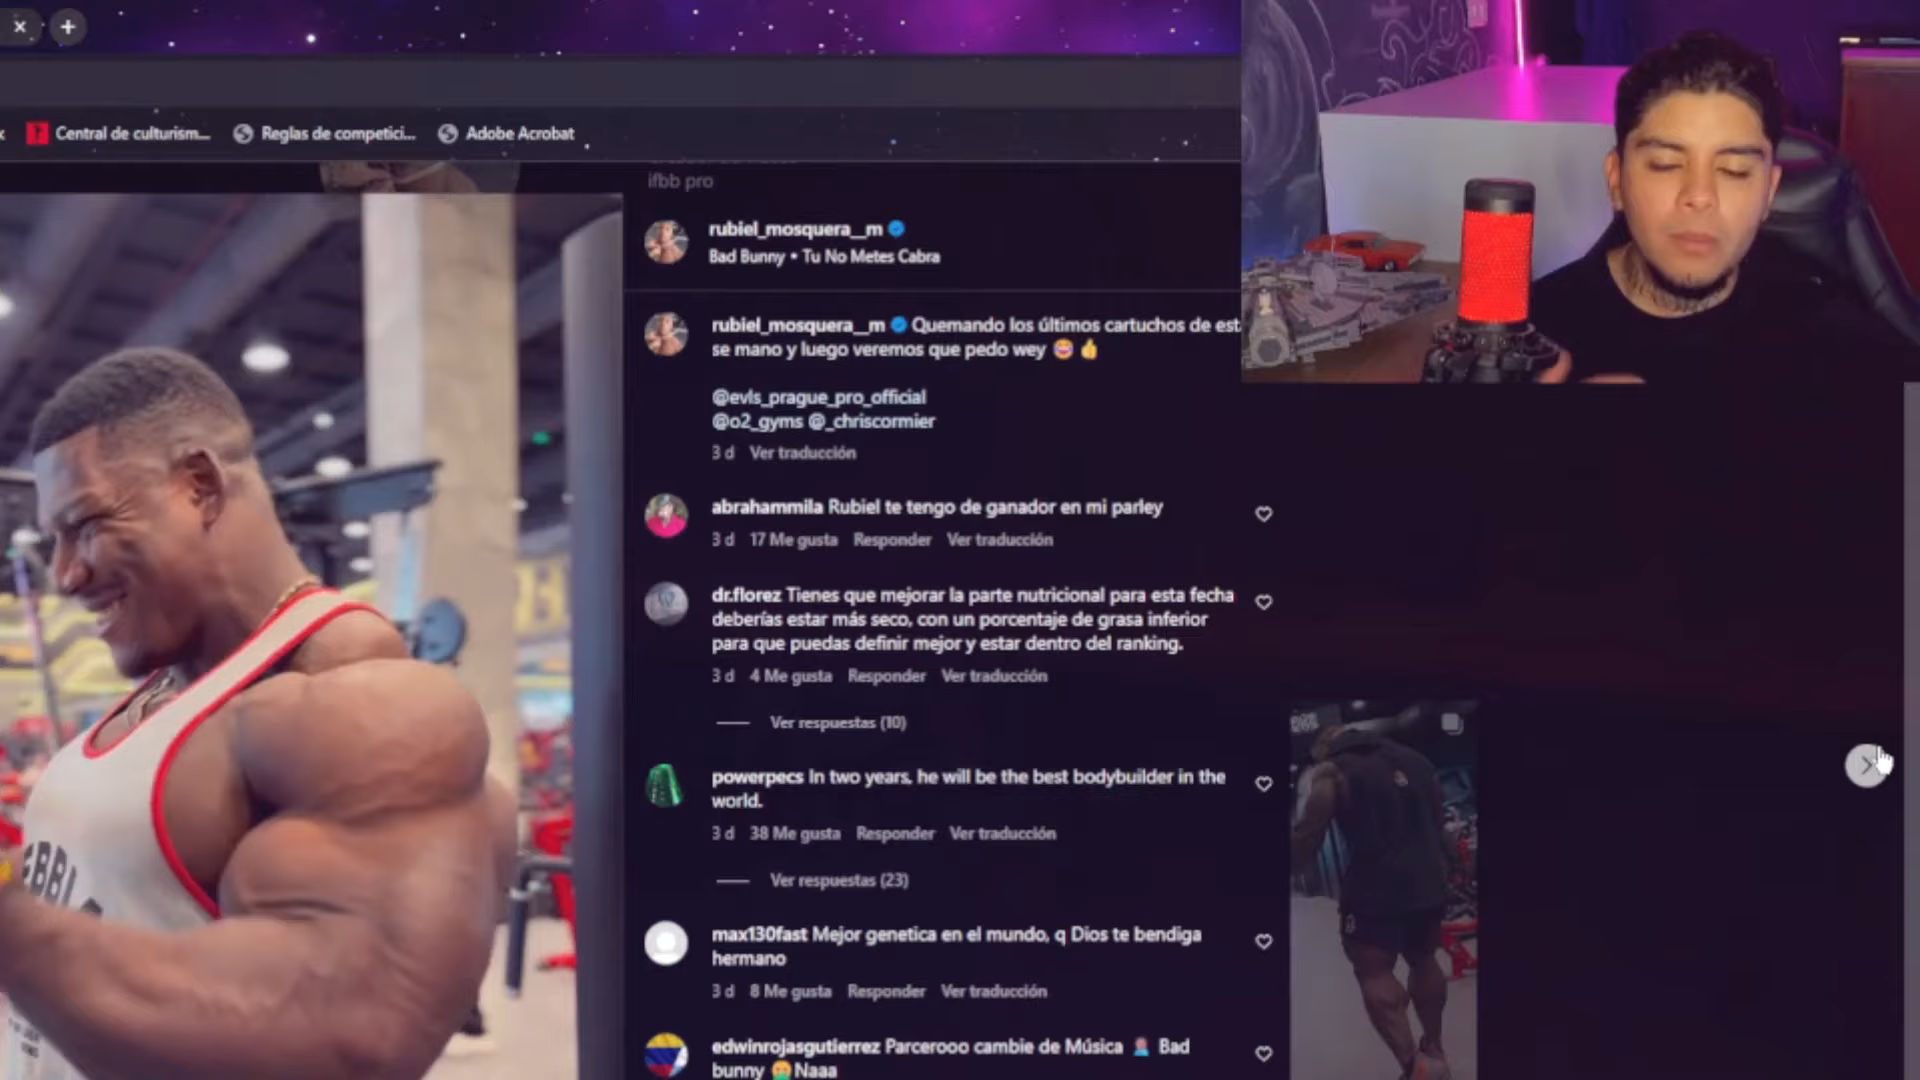 Central de culturism...
Reglas de competici...
Adobe Acrobat
ifbb pro
rubiel_mosquera__m
Bad Bunny • Tu No Metes Cabra
rubiel_mosquera__m Quemando los últimos cartuchos de est
se mano y luego veremos que pedo wey 😂 👍
@evls_prague_pro_official
@o2_gyms @_chriscormier
3 d Ver traducción
abrahammila Rubiel te tengo de ganador en mi parley
3 d 17 Me gusta Responder Ver traducción
dr.florez Tienes que mejorar la parte nutricional para esta fecha
deberías estar más seco, con un porcentaje de grasa inferior
para que puedas definir mejor y estar dentro del ranking.
3 d 4 Me gusta Responder Ver traducción
Ver respuestas (10)
powerpecs In two years, he will be the best bodybuilder in the
world.
3 d 38 Me gusta Responder Ver traducción
Ver respuestas (23)
max130fast Mejor genetica en el mundo, q Dios te bendiga
hermano
3 d 8 Me gusta Responder Ver traducción
edwinrojasgutierrez Parcerooo cambie de Música 🤦🏽 Bad
bunny 🤮 Naaa